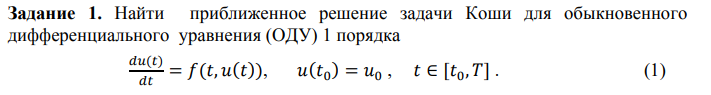 Задание 1. Найти приближенное решение задачи Коши для обыкновенного
дифференциального уравнения (ОДУ) 1 порядка
du(t)/dt = f(t, u(t)), u(t₀) = u₀ , t ∈ [t₀, T] . (1)